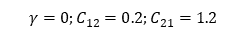 γ = 0; C₁₂ = 0.2; C₂₁ = 1.2